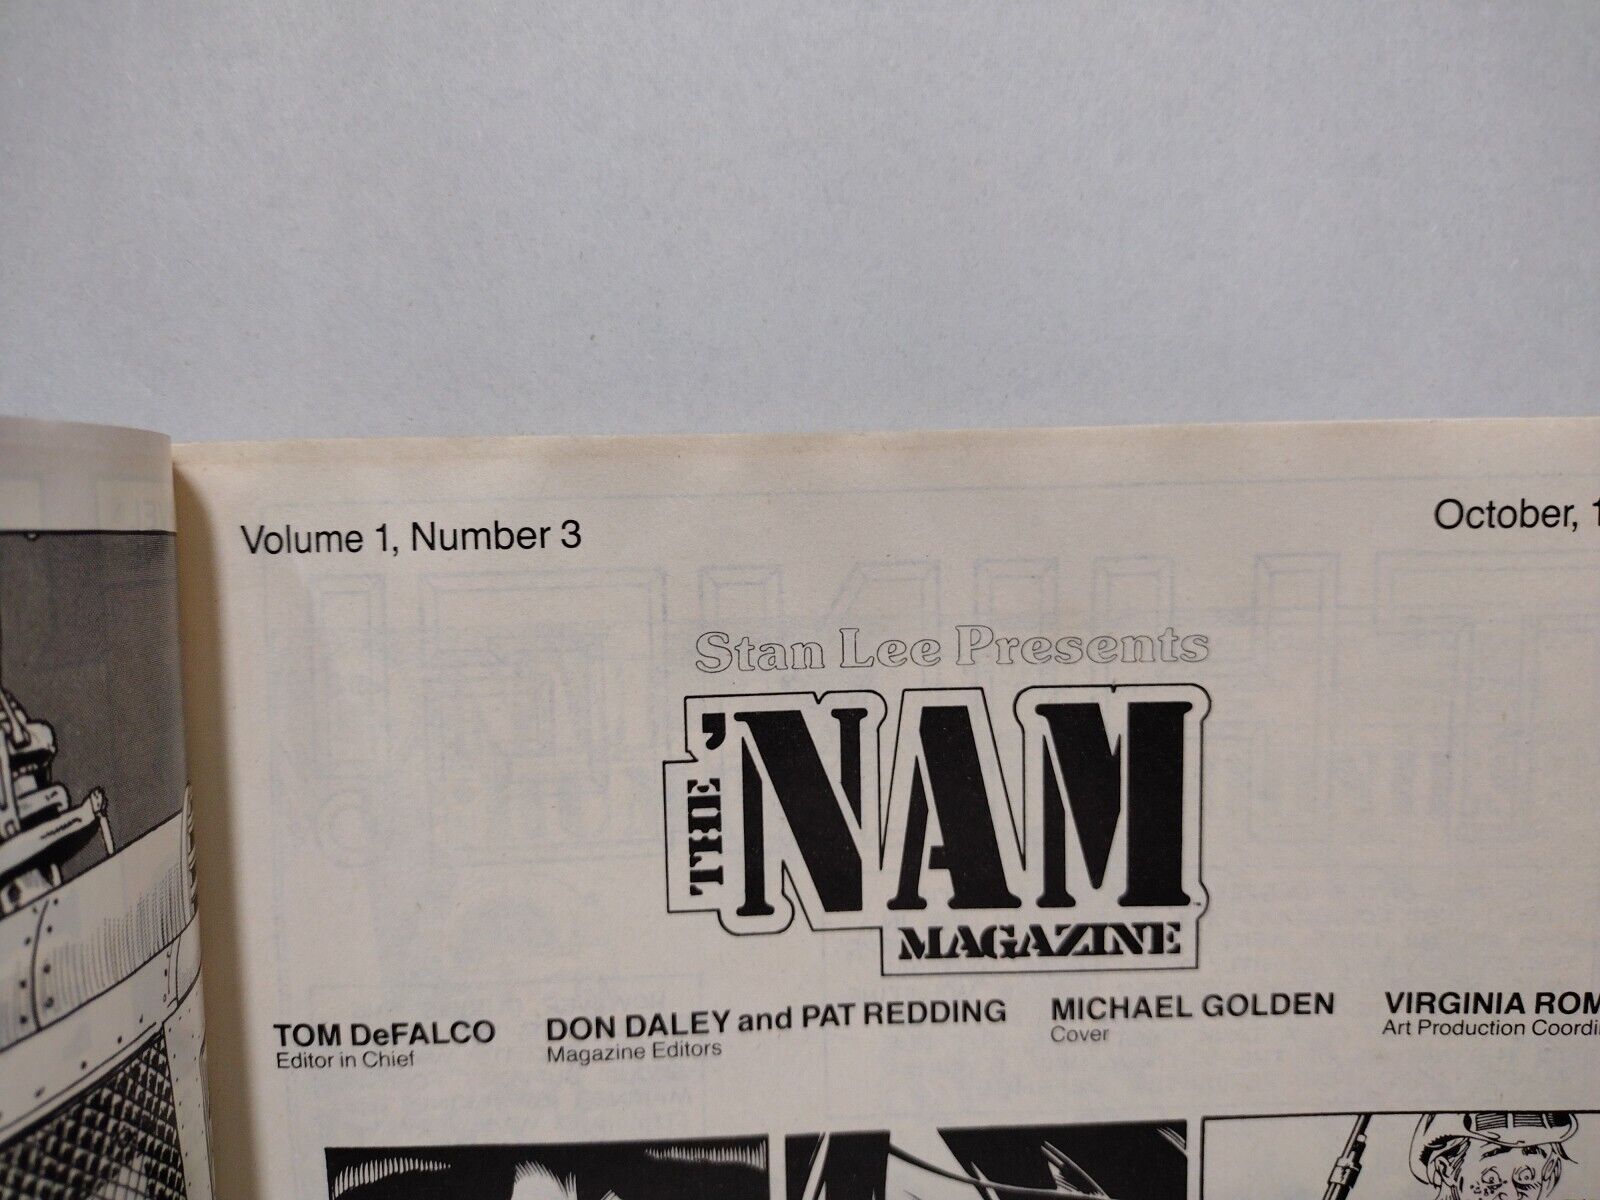 Volume 1, Number 3
October, 1
Stan Lee Presents
THE 'NAM
MAGAZINE
TOM DeFALCO
Editor in Chief
DON DALEY and PAT REDDING
Magazine Editors
MICHAEL GOLDEN
Cover
VIRGINIA ROM
Art Production Coordi